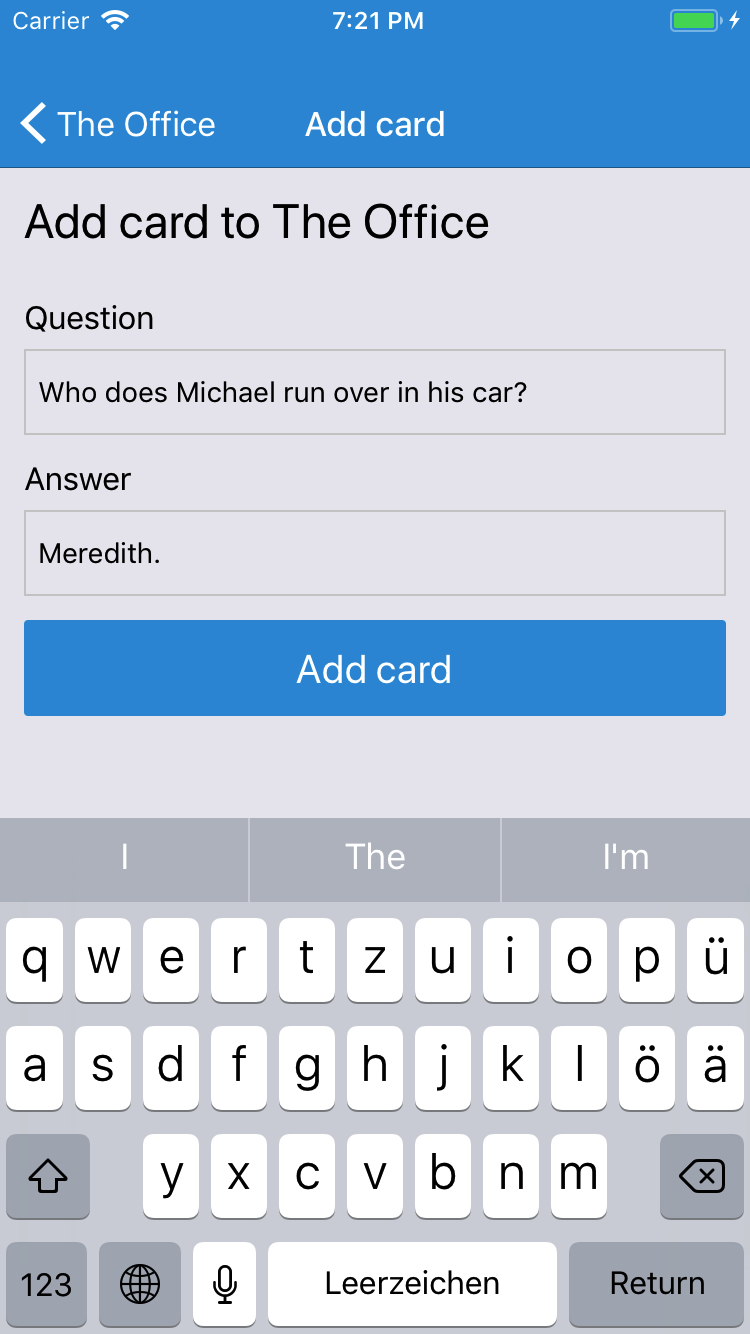 Carrier 7:21 PM
The Office Add card
Add card to The Office
Question
Who does Michael run over in his car?
Answer
Meredith.
Add card
I The I'm
q w e r t z u i o p ü
a s d f g h j k l ö ä
y x c v b n m
123 Leerzeichen Return